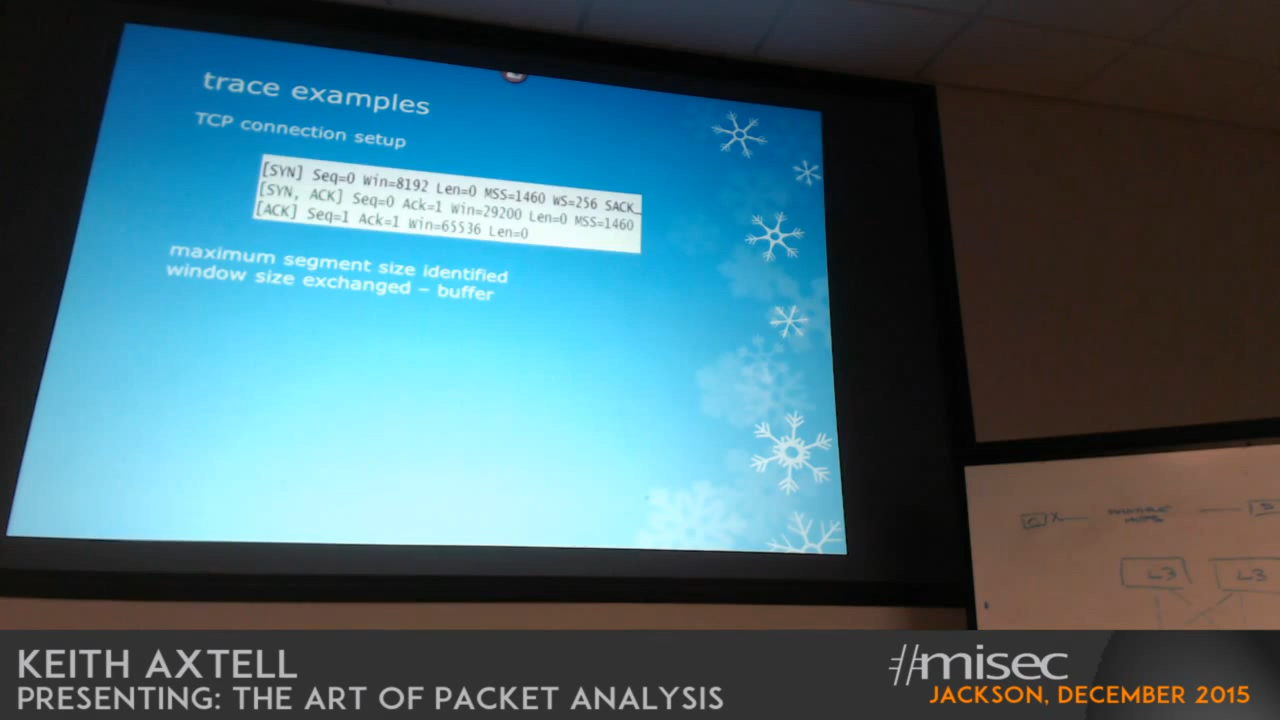 trace examples
TCP connection setup
[SYN] Seq=0 Win=8192 Len=0 MSS=1460 WS=256 SACK_
[SYN, ACK] Seq=0 Ack=1 Win=29200 Len=0 MSS=1460
[ACK] Seq=1 Ack=1 Win=65536 Len=0
maximum segment size identified
window size exchanged – buffer
L3
L3
KEITH AXTELL
PRESENTING: THE ART OF PACKET ANALYSIS
#misec
JACKSON, DECEMBER 2015